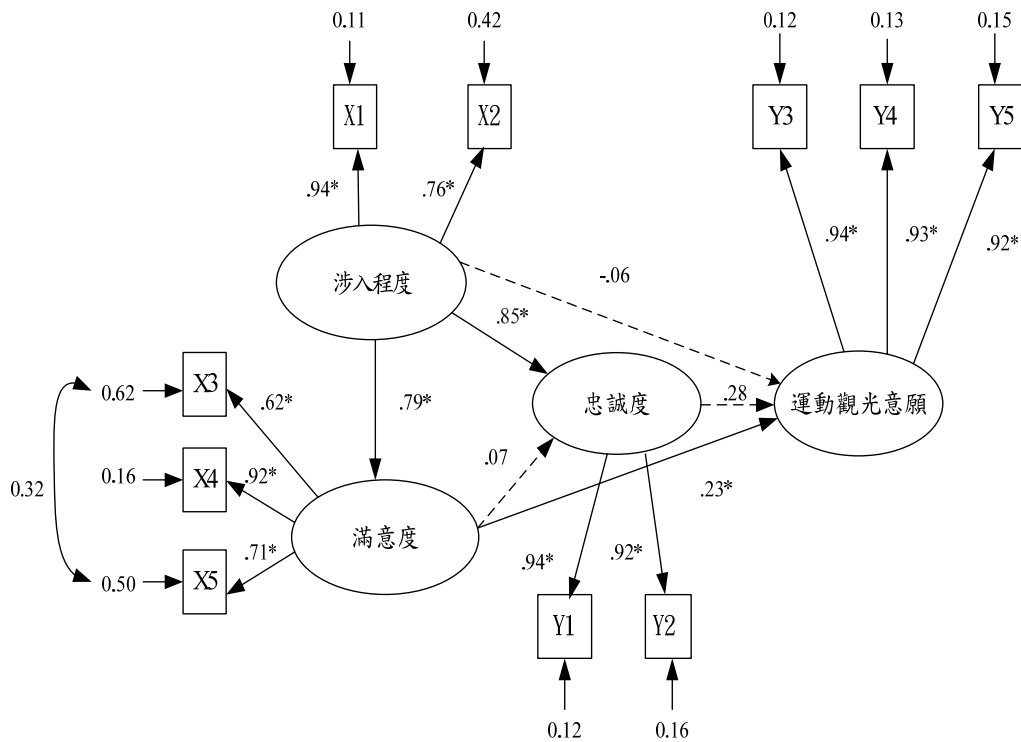 0.11
0.42
0.12
0.13
0.15
X1
X2
Y3
Y4
Y5
.94*
.76*
.94*
.93*
.92*
涉入程度
-.06
.85*
0.62
X3
.62*
.79*
忠誠度
.28
運動觀光意願
0.32
0.16
X4
.92*
.07
.23*
滿意度
0.50
X5
.71*
.94*
.92*
Y1
Y2
0.12
0.16